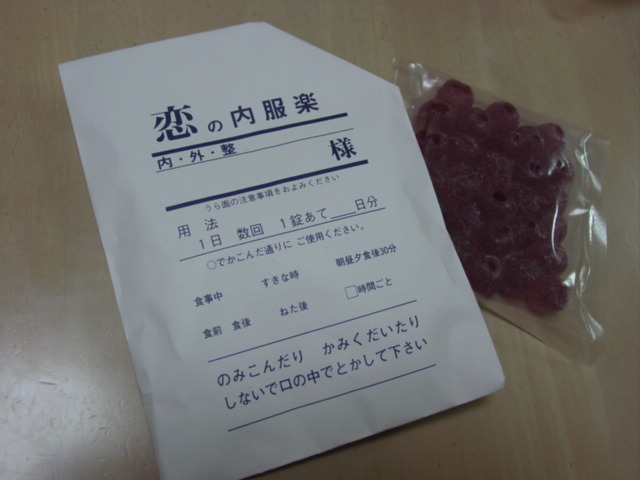 恋の内服楽
内・外・整
様
うら面の注意事項をおよみください
用法
1日 数回 1錠あて____日分
○でかこんだ通りに ご使用ください。
食事中 すきな時 朝昼夕食後30分
食前 食後 ねた後 □時間ごと
のみこんだり かみくだいたり
しないで口の中でとかして下さい